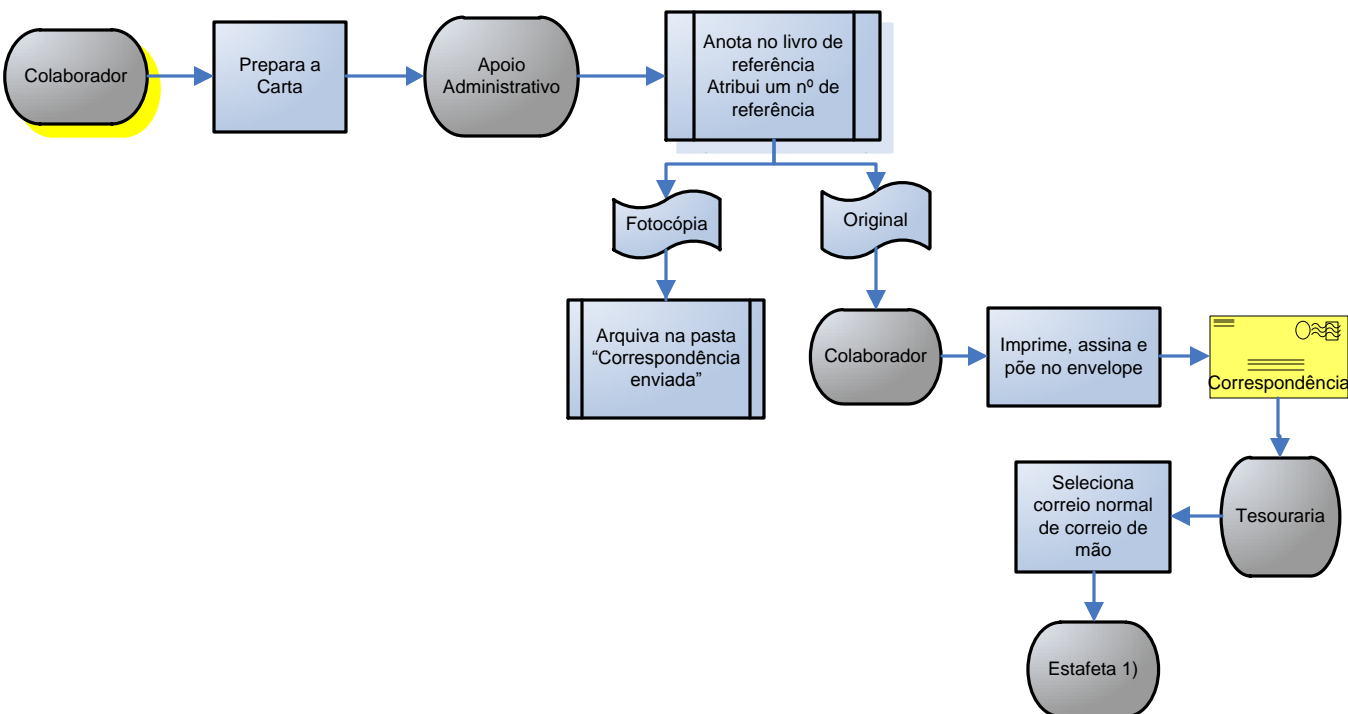 Colaborador
Prepara a
Carta
Apoio
Administrativo
Anota no livro de
referência
Atribui um nº de
referência
Fotocópia
Original
Arquiva na pasta
“Correspondência
enviada”
Colaborador
Imprime, assina e
põe no envelope
Correspondência
Seleciona
correio normal
de correio de
mão
Tesouraria
Estafeta 1)